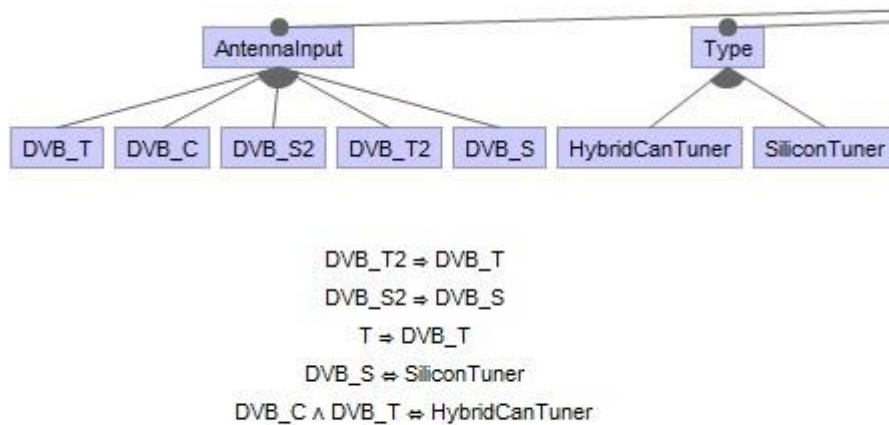 AntennaInput Type
DVB_T DVB_C DVB_S2 DVB_T2 DVB_S HybridCanTuner SiliconTuner
DVB_T2 ⇒ DVB_T
DVB_S2 ⇒ DVB_S
T ⇒ DVB_T
DVB_S ⇔ SiliconTuner
DVB_C ∧ DVB_T ⇔ HybridCanTuner